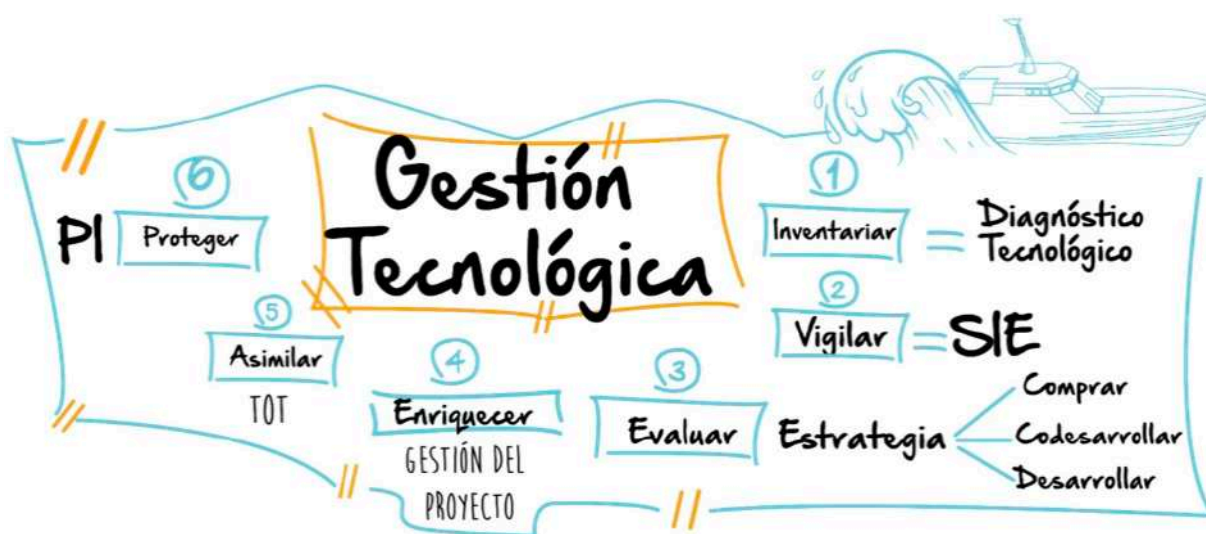 Gestión
Tecnológica
1
Inventariar = Diagnóstico
Tecnológico
2
Vigilar = SIE
3
Evaluar Estrategia
Comprar
Codesarrollar
Desarrollar
4
Enriquecer
GESTIÓN DEL
PROYECTO
5
Asimilar
TOT
6
PI Proteger